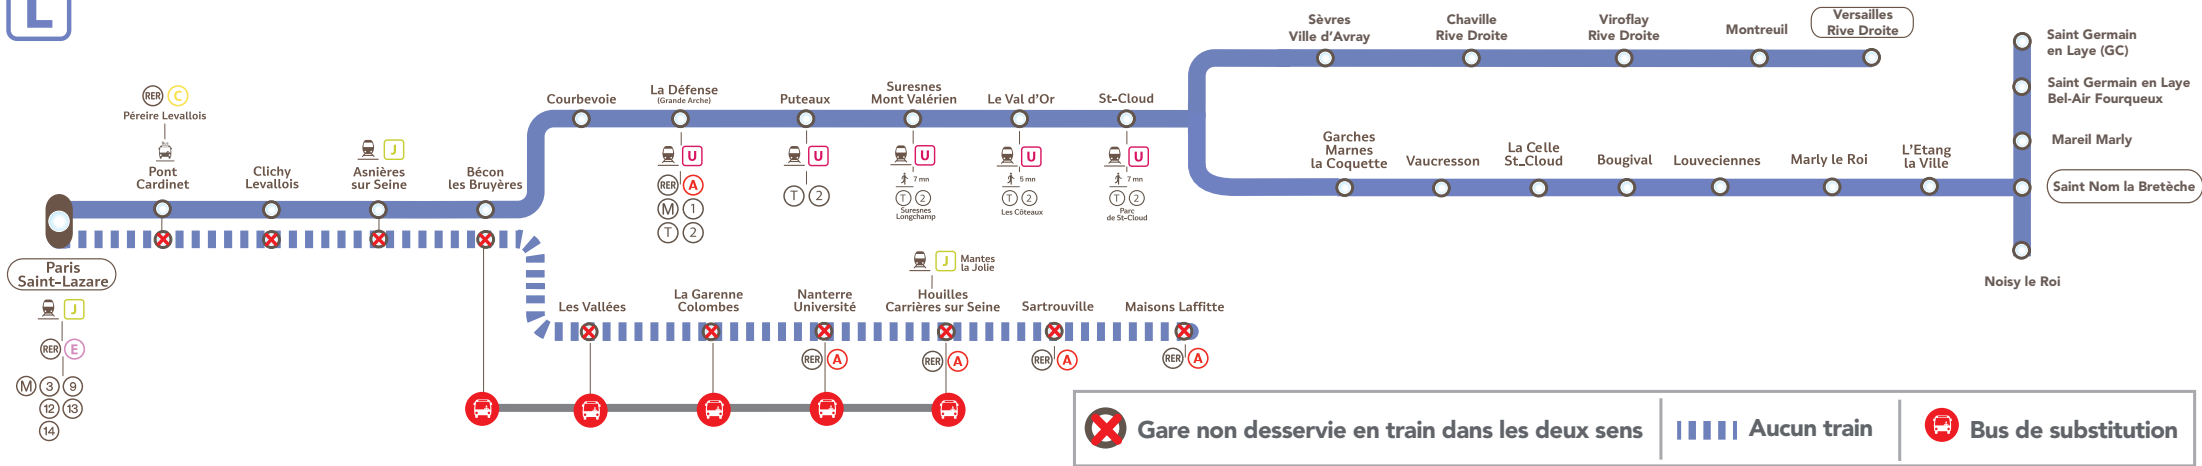 L
RER C
Péreire Levallois
Pont
Cardinet
Clichy
Levallois
J
Asnières
sur Seine
Bécon
les Bruyères
Paris
Saint-Lazare
J
RER E
M 3 9
12 13
14
Courbevoie
La Défense
(Grande Arche)
U
RER A
M 1
T 2
Puteaux
U
T 2
Suresnes
Mont Valérien
U
7 mn
T 2
Suresnes
Longchamp
Le Val d'Or
U
5 mn
T 2
Les Côteaux
St-Cloud
U
7 mn
T 2
Parc
de St-Cloud
Sèvres
Ville d'Avray
Chaville
Rive Droite
Viroflay
Rive Droite
Montreuil
Versailles
Rive Droite
Garches
Marnes
la Coquette
Vaucresson
La Celle
St_Cloud
Bougival
Louveciennes
Marly le Roi
L'Etang
la Ville
Saint Germain
en Laye (GC)
Saint Germain en Laye
Bel-Air Fourqueux
Mareil Marly
Saint Nom la Bretèche
Noisy le Roi
Les Vallées
La Garenne
Colombes
Nanterre
Université
RER A
J Mantes
la Jolie
Houilles
Carrières sur Seine
RER A
Sartrouville
RER A
Maisons Laffitte
RER A
Gare non desservie en train dans les deux sens
Aucun train
Bus de substitution